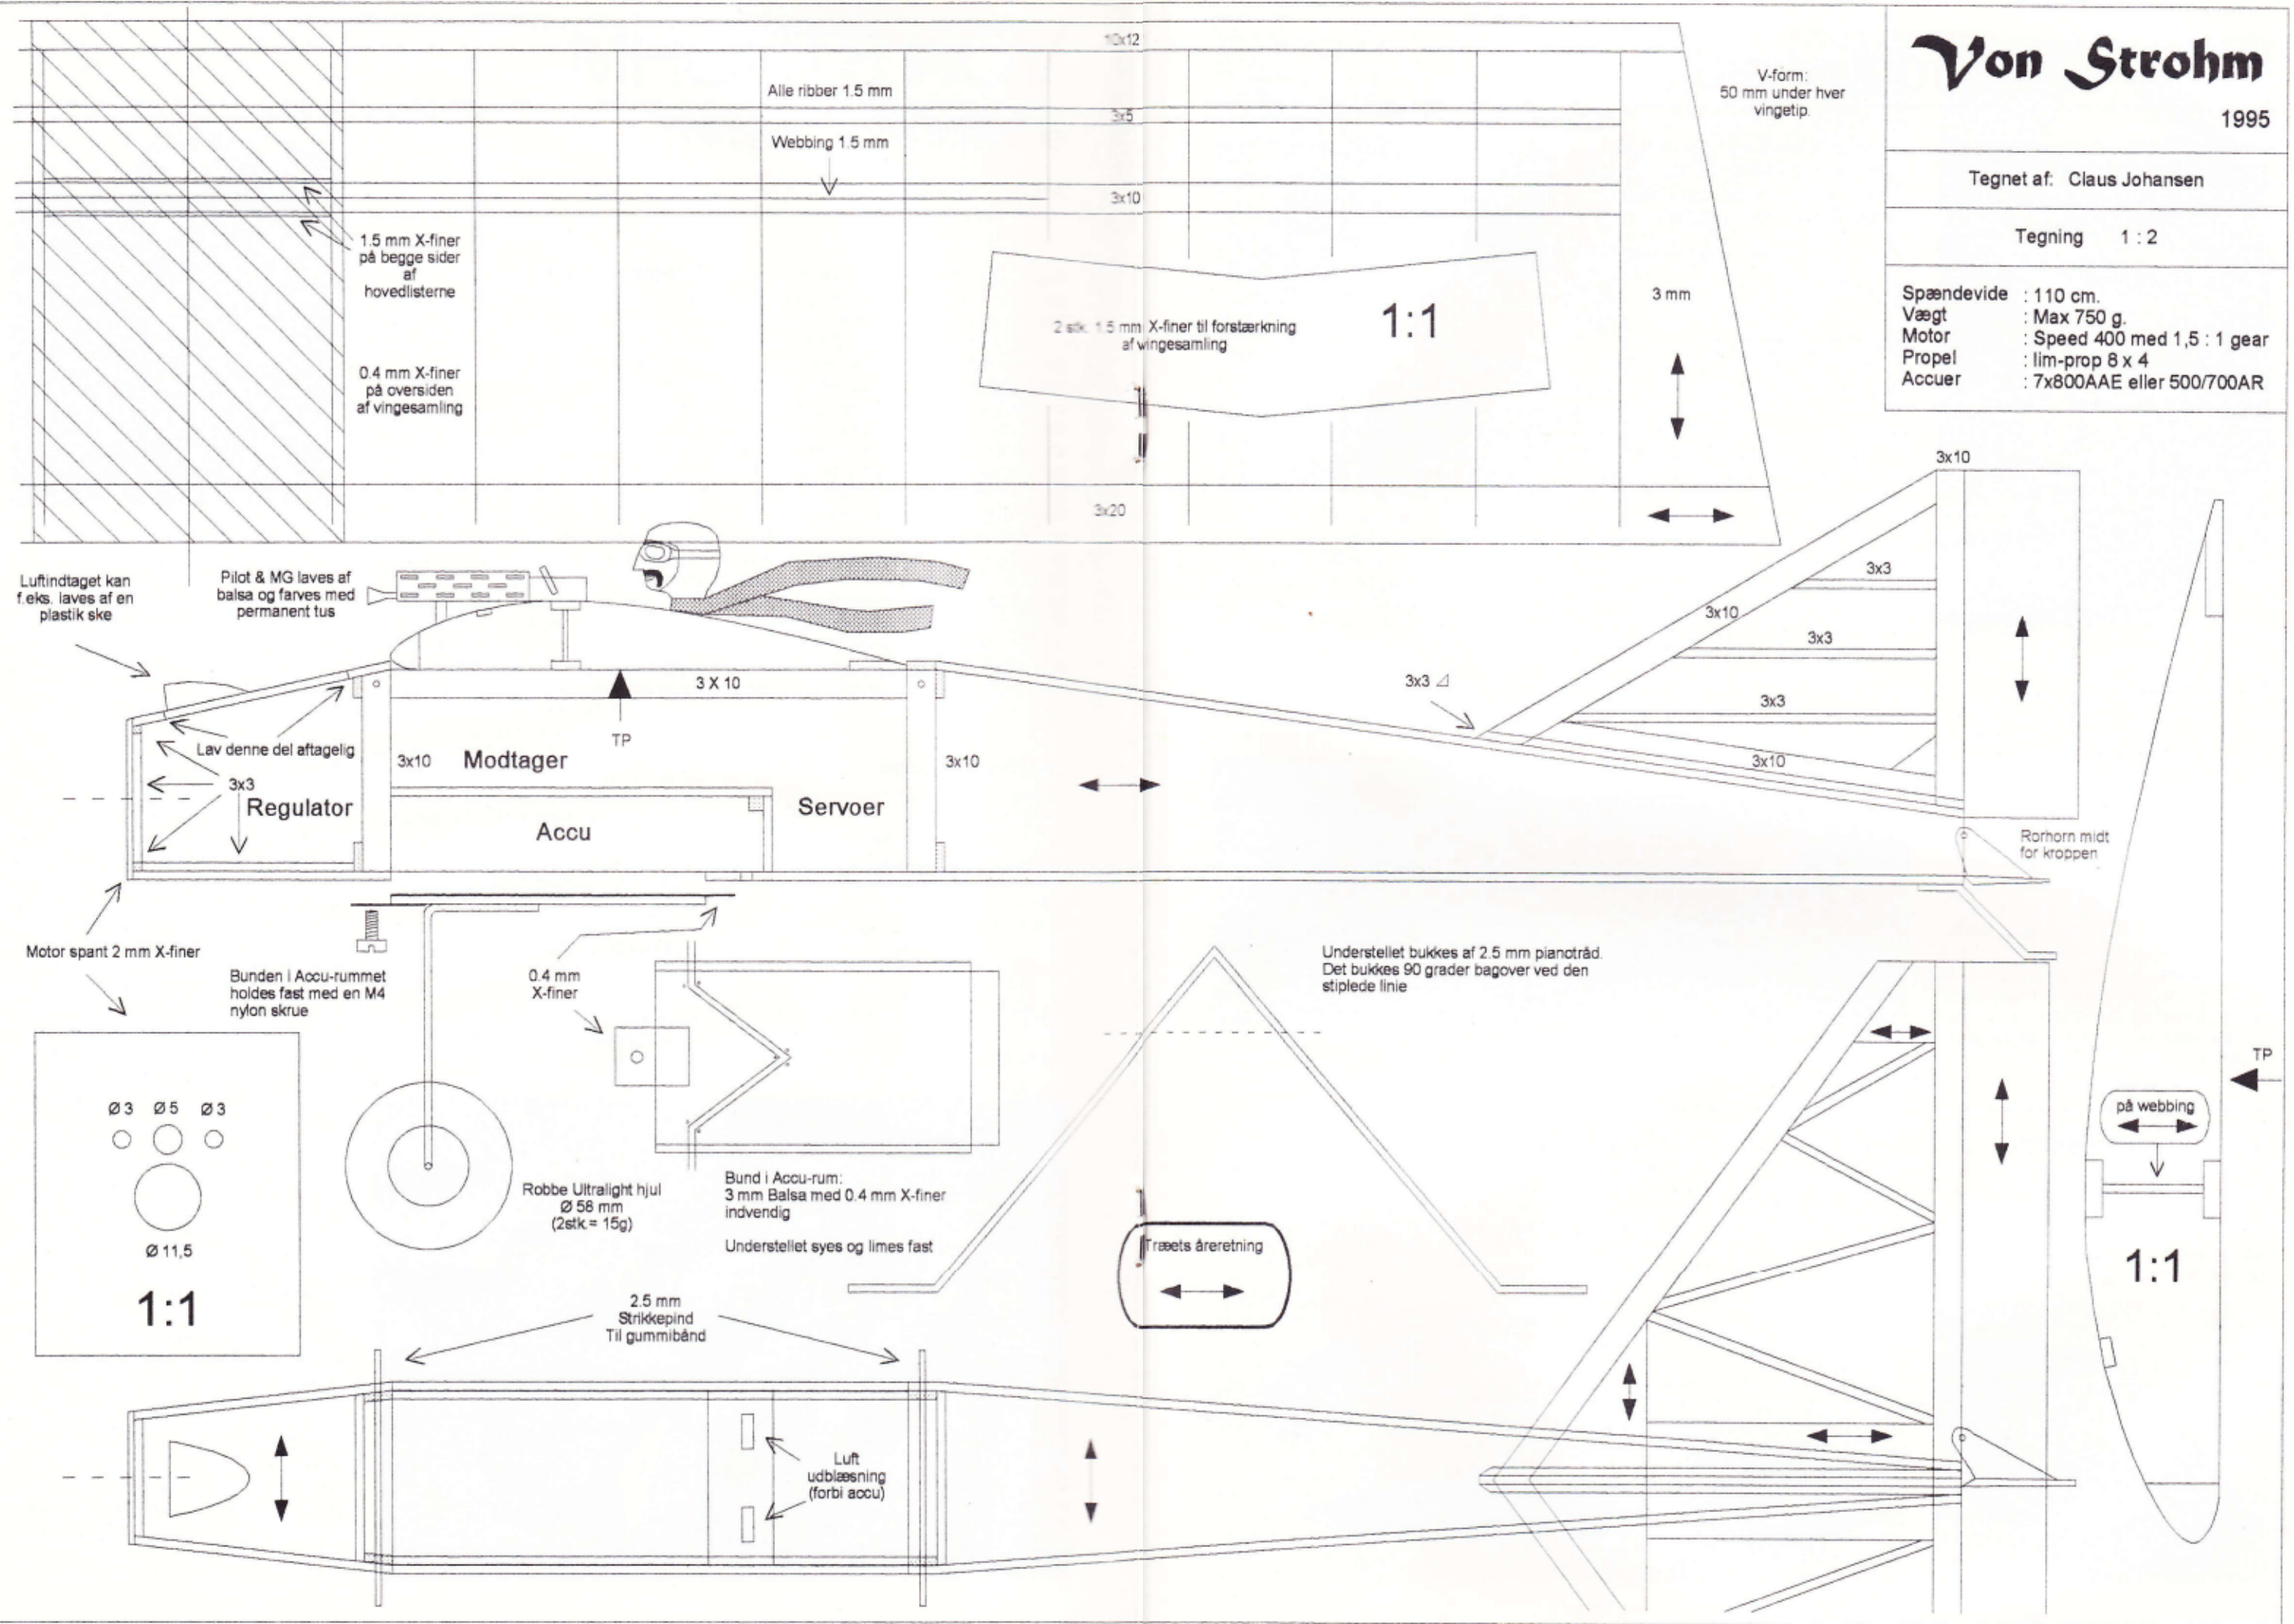 Von Strohm
1995
Tegnet af: Claus Johansen
Tegning 1 : 2
Spændevide : 110 cm.
Vægt : Max 750 g.
Motor : Speed 400 med 1,5 : 1 gear
Propel : lim-prop 8 x 4
Accuer : 7x800AAE eller 500/700AR
10x12
V-form:
50 mm under hver
vingetip.
Alle ribber 1.5 mm
3x5
Webbing 1.5 mm
3x10
1.5 mm X-finer
på begge sider
af
hovedlisterne
0.4 mm X-finer
på oversiden
af vingesamling
2 stk. 1.5 mm X-finer til forstærkning
af vingesamling
1:1
3 mm
3x20
3x10
Luftindtaget kan
f.eks. laves af en
plastik ske
Pilot & MG laves af
balsa og farves med
permanent tus
3x3
3x10
3x3
3x3
3x3
3x10
3 X 10
TP
Lav denne del aftagelig
3x3
3x10
Modtager
3x10
Regulator
Accu
Servoer
Rorhorn midt
for kroppen
Motor spant 2 mm X-finer
Bunden i Accu-rummet
holdes fast med en M4
nylon skrue
0.4 mm
X-finer
Understellet bukkes af 2.5 mm pianotråd.
Det bukkes 90 grader bagover ved den
stiplede linie
TP
på webbing
1:1
Ø 3 Ø 5 Ø 3
Ø 11,5
1:1
Robbe Ultralight hjul
Ø 58 mm
(2stk.= 15g)
Bund i Accu-rum:
3 mm Balsa med 0.4 mm X-finer
indvendig
Understellet syes og limes fast
Træets åreretning
2.5 mm
Strikkepind
Til gummibånd
Luft
udblæsning
(forbi accu)